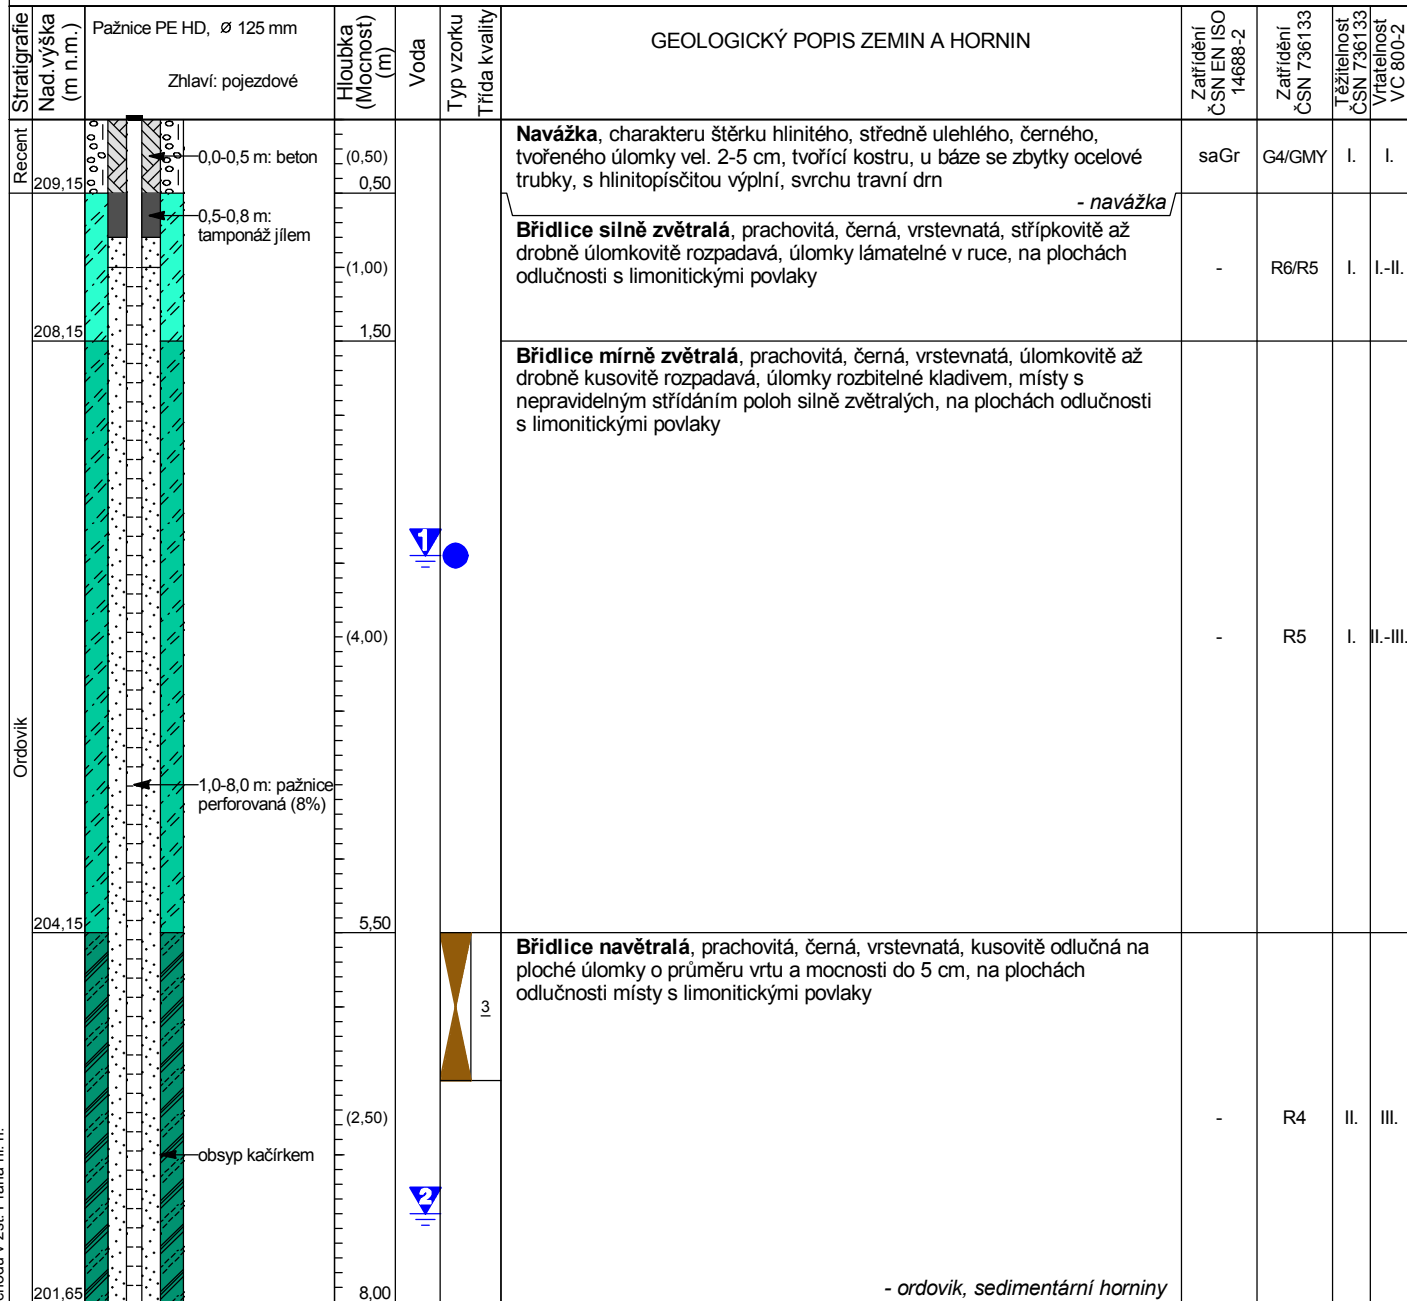 Stratigrafie
Nad.výška
(m n.m.)
Pažnice PE HD, Ø 125 mm
Zhlaví: pojezdové
Hloubka
(Mocnost)
(m)
Voda
Typ vzorku
Třída kvality
GEOLOGICKÝ POPIS ZEMIN A HORNIN
Zatřídění
ČSN EN ISO
14688-2
Zatřídění
ČSN 736133
Těžitelnost
ČSN 736133
Vrtatelnost
VC 800-2
Recent
209,15
0,0-0,5 m: beton
(0,50)
0,50
Navážka, charakteru štěrku hlinitého, středně ulehlého, černého,
tvořeného úlomky vel. 2-5 cm, tvořící kostru, u báze se zbytky ocelové
trubky, s hlinitopísčitou výplní, svrchu travní drn
- navážka
saGr
G4/GMY
I.
I.
0,5-0,8 m:
tamponáž jílem
(1,00)
208,15
1,50
Břidlice silně zvětralá, prachovitá, černá, vrstevnatá, střípkovitě až
drobně úlomkovitě rozpadavá, úlomky lámatelné v ruce, na plochách
odlučnosti s limonitickými povlaky
-
R6/R5
I.
I.-II.
Břidlice mírně zvětralá, prachovitá, černá, vrstevnatá, úlomkovitě až
drobně kusovitě rozpadavá, úlomky rozbitelné kladivem, místy s
nepravidelným střídáním poloh silně zvětralých, na plochách odlučnosti
s limonitickými povlaky
1
(4,00)
-
R5
I.
II.-III.
Ordovik
1,0-8,0 m: pažnice
perforovaná (8%)
204,15
5,50
Břidlice navětralá, prachovitá, černá, vrstevnatá, kusovitě odlučná na
ploché úlomky o průměru vrtu a mocnosti do 5 cm, na plochách
odlučnosti místy s limonitickými povlaky
3
(2,50)
-
R4
II.
III.
obsyp kačírkem
2
201,65
8,00
- ordovik, sedimentární horniny